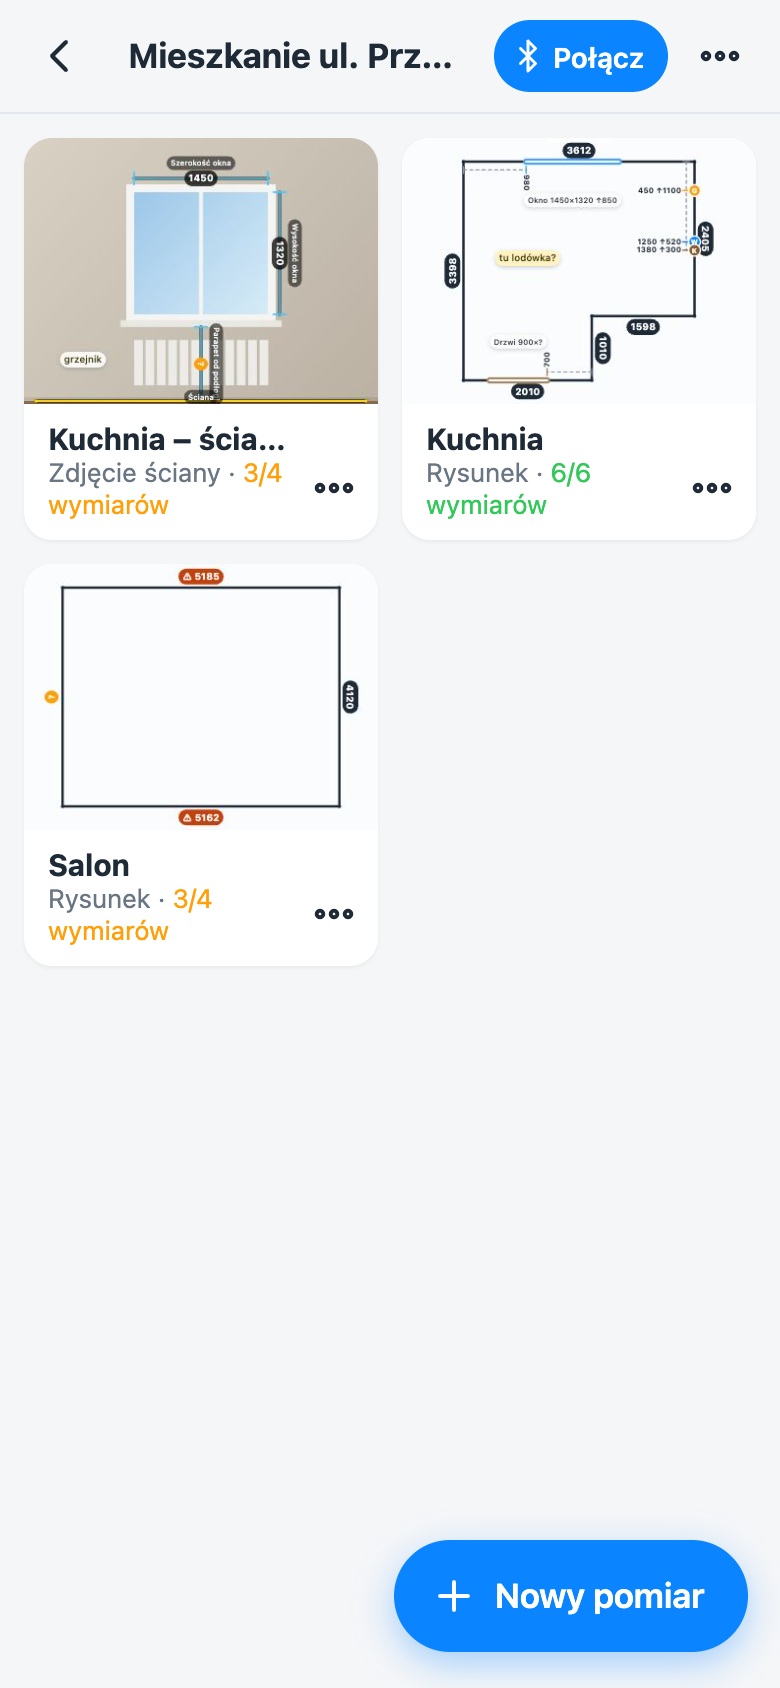 Mieszkanie ul. Prz...
Połącz
Szerokość okna
1450
1320
Wysokość okna
Parapet od podło...
?
grzejnik
Ściana
Kuchnia – ścia...
Zdjęcie ściany · 3/4
wymiarów
3612
980
Okno 1450×1320 ↑850
450 ↑1100
G
2405
1250 ↑520
W
1380 ↑300
K
3398
tu lodówka?
1598
1010
Drzwi 900×?
700
2010
Kuchnia
Rysunek · 6/6
wymiarów
5185
?
4120
5162
Salon
Rysunek · 3/4
wymiarów
Nowy pomiar